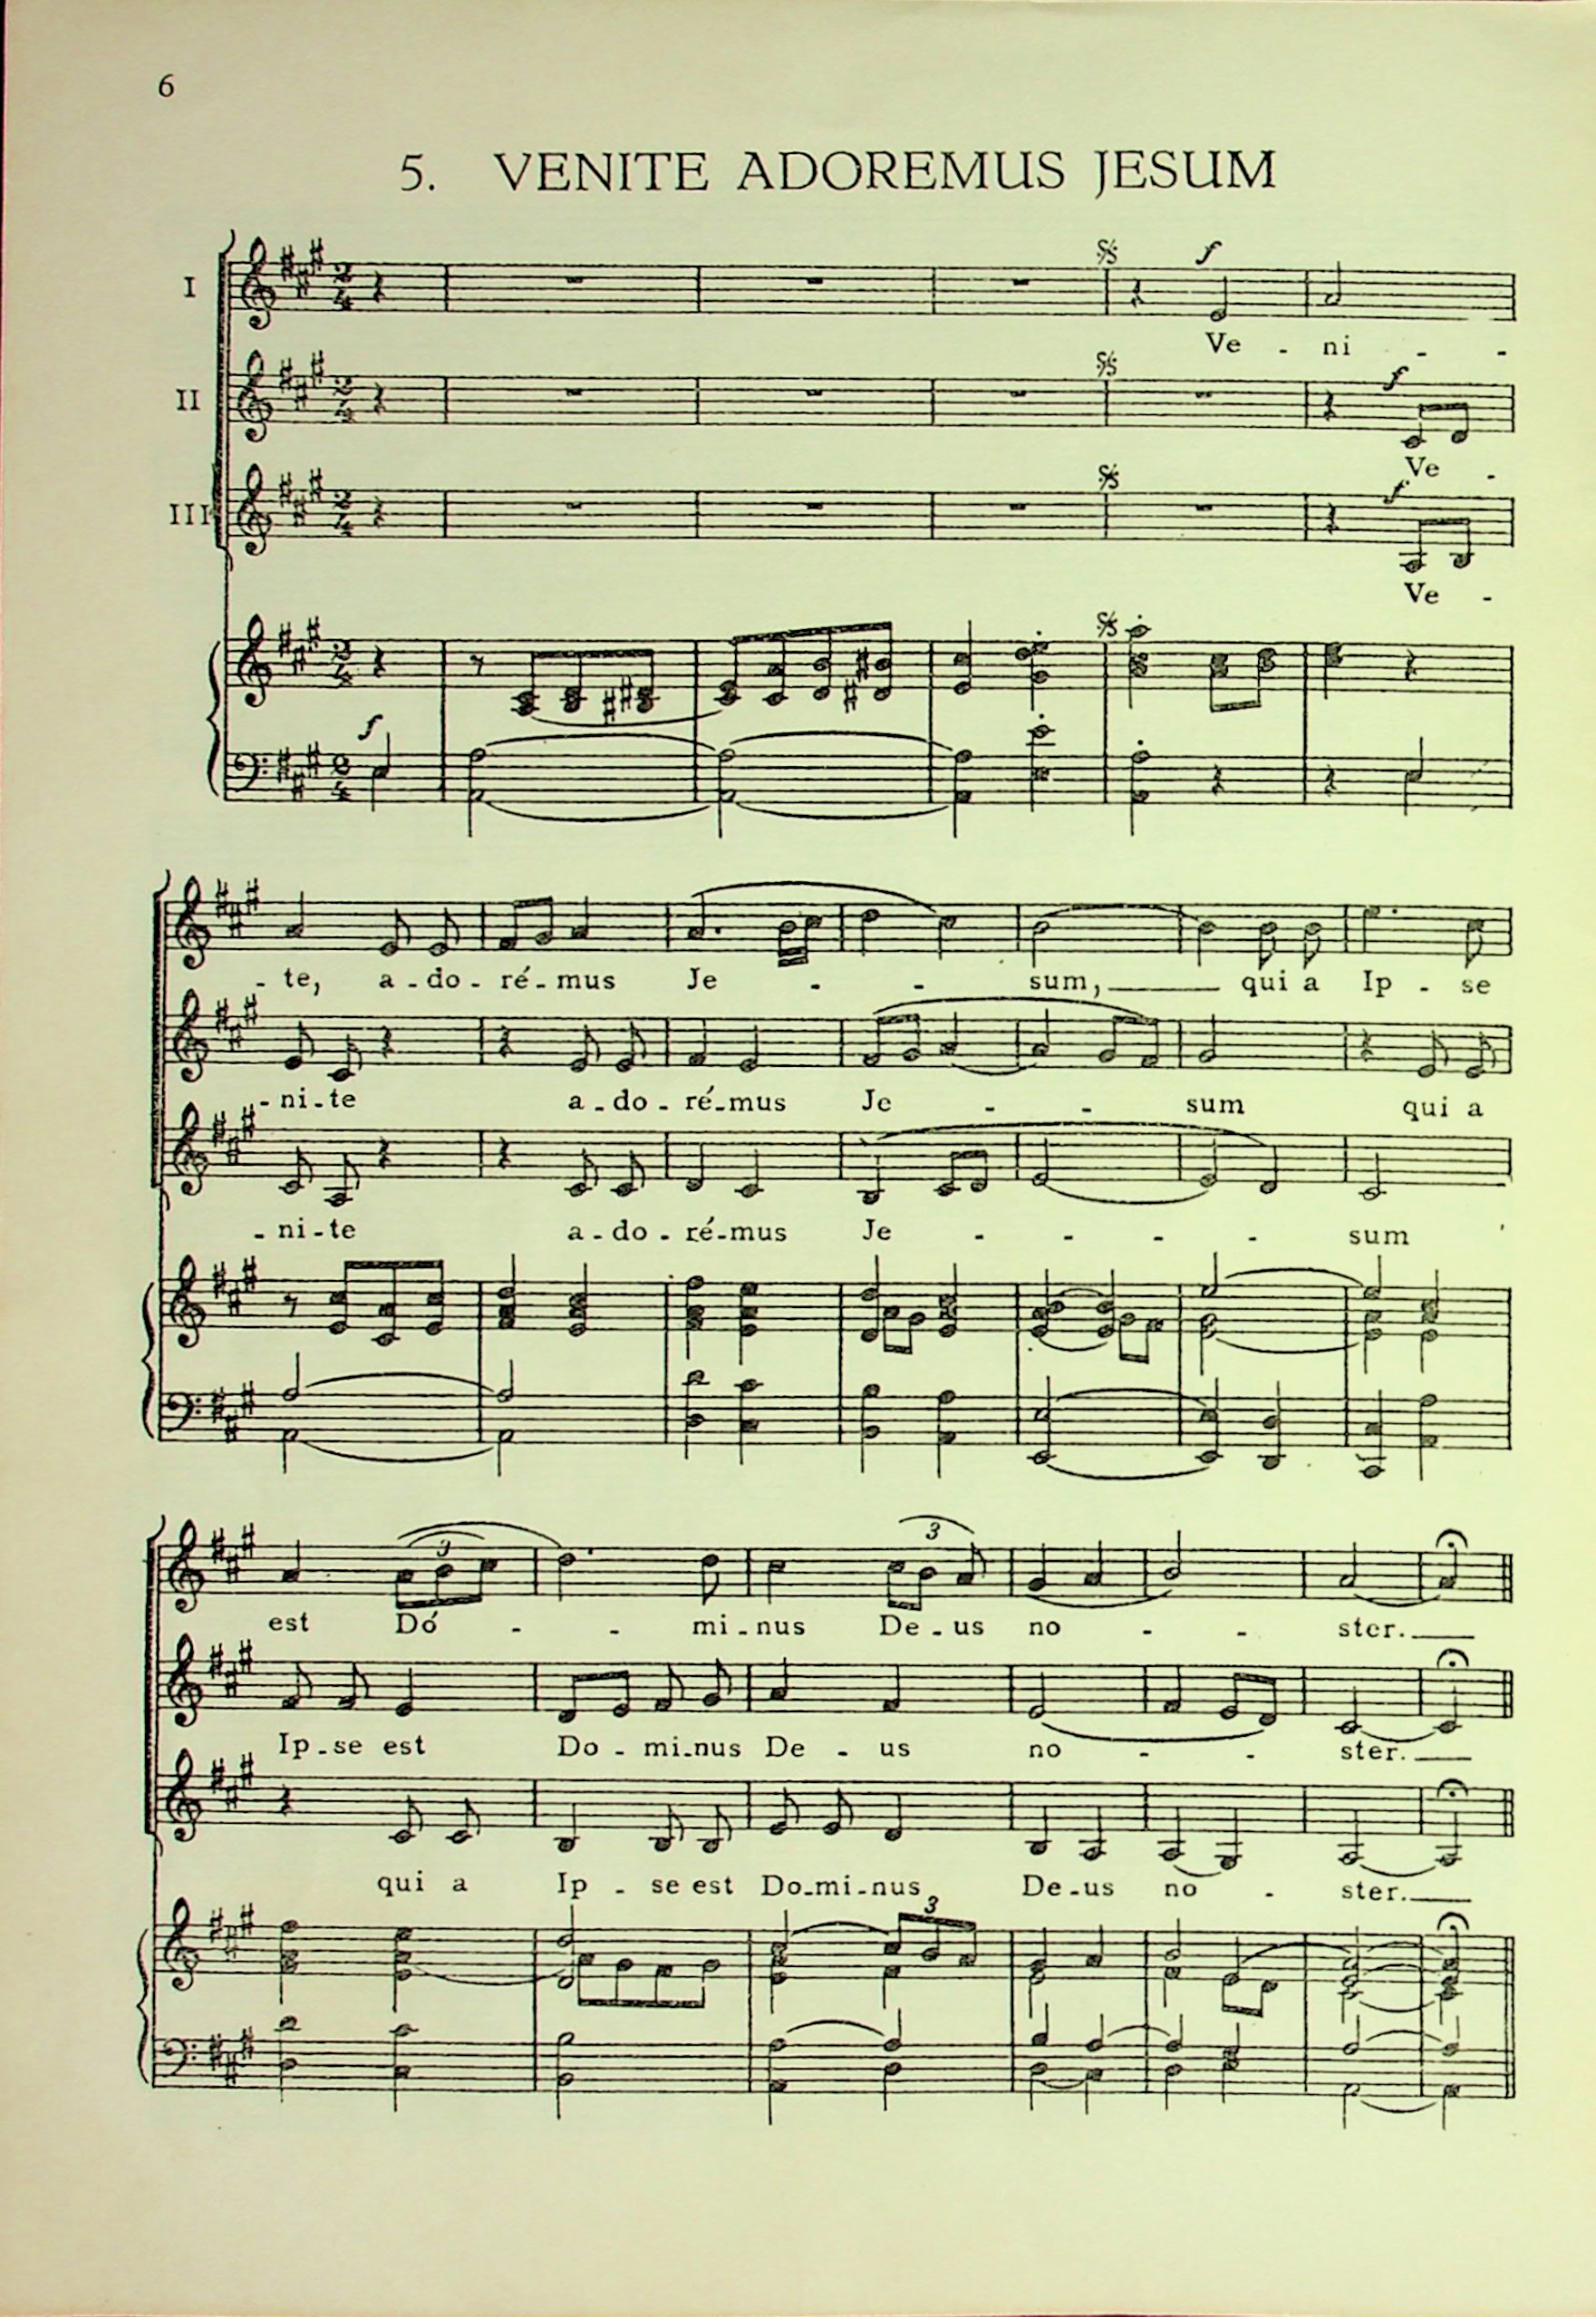 6
5. VENITE ADOREMUS JESUM
I
f
Ve - ni - -
II
f
Ve -
III
f
Ve -
f
- te, a - do - ré - mus Je - - sum, qui a Ip - se
- ni - te a - do - ré - mus Je - - sum qui a
- ni - te a - do - ré - mus Je - - - - sum
3 3
est Dó - - mi - nus De - us no - - ster.
Ip - se est Do - mi - nus De - us no - - ster.
qui a Ip - se est Do - mi - nus De - us no - ster.
3